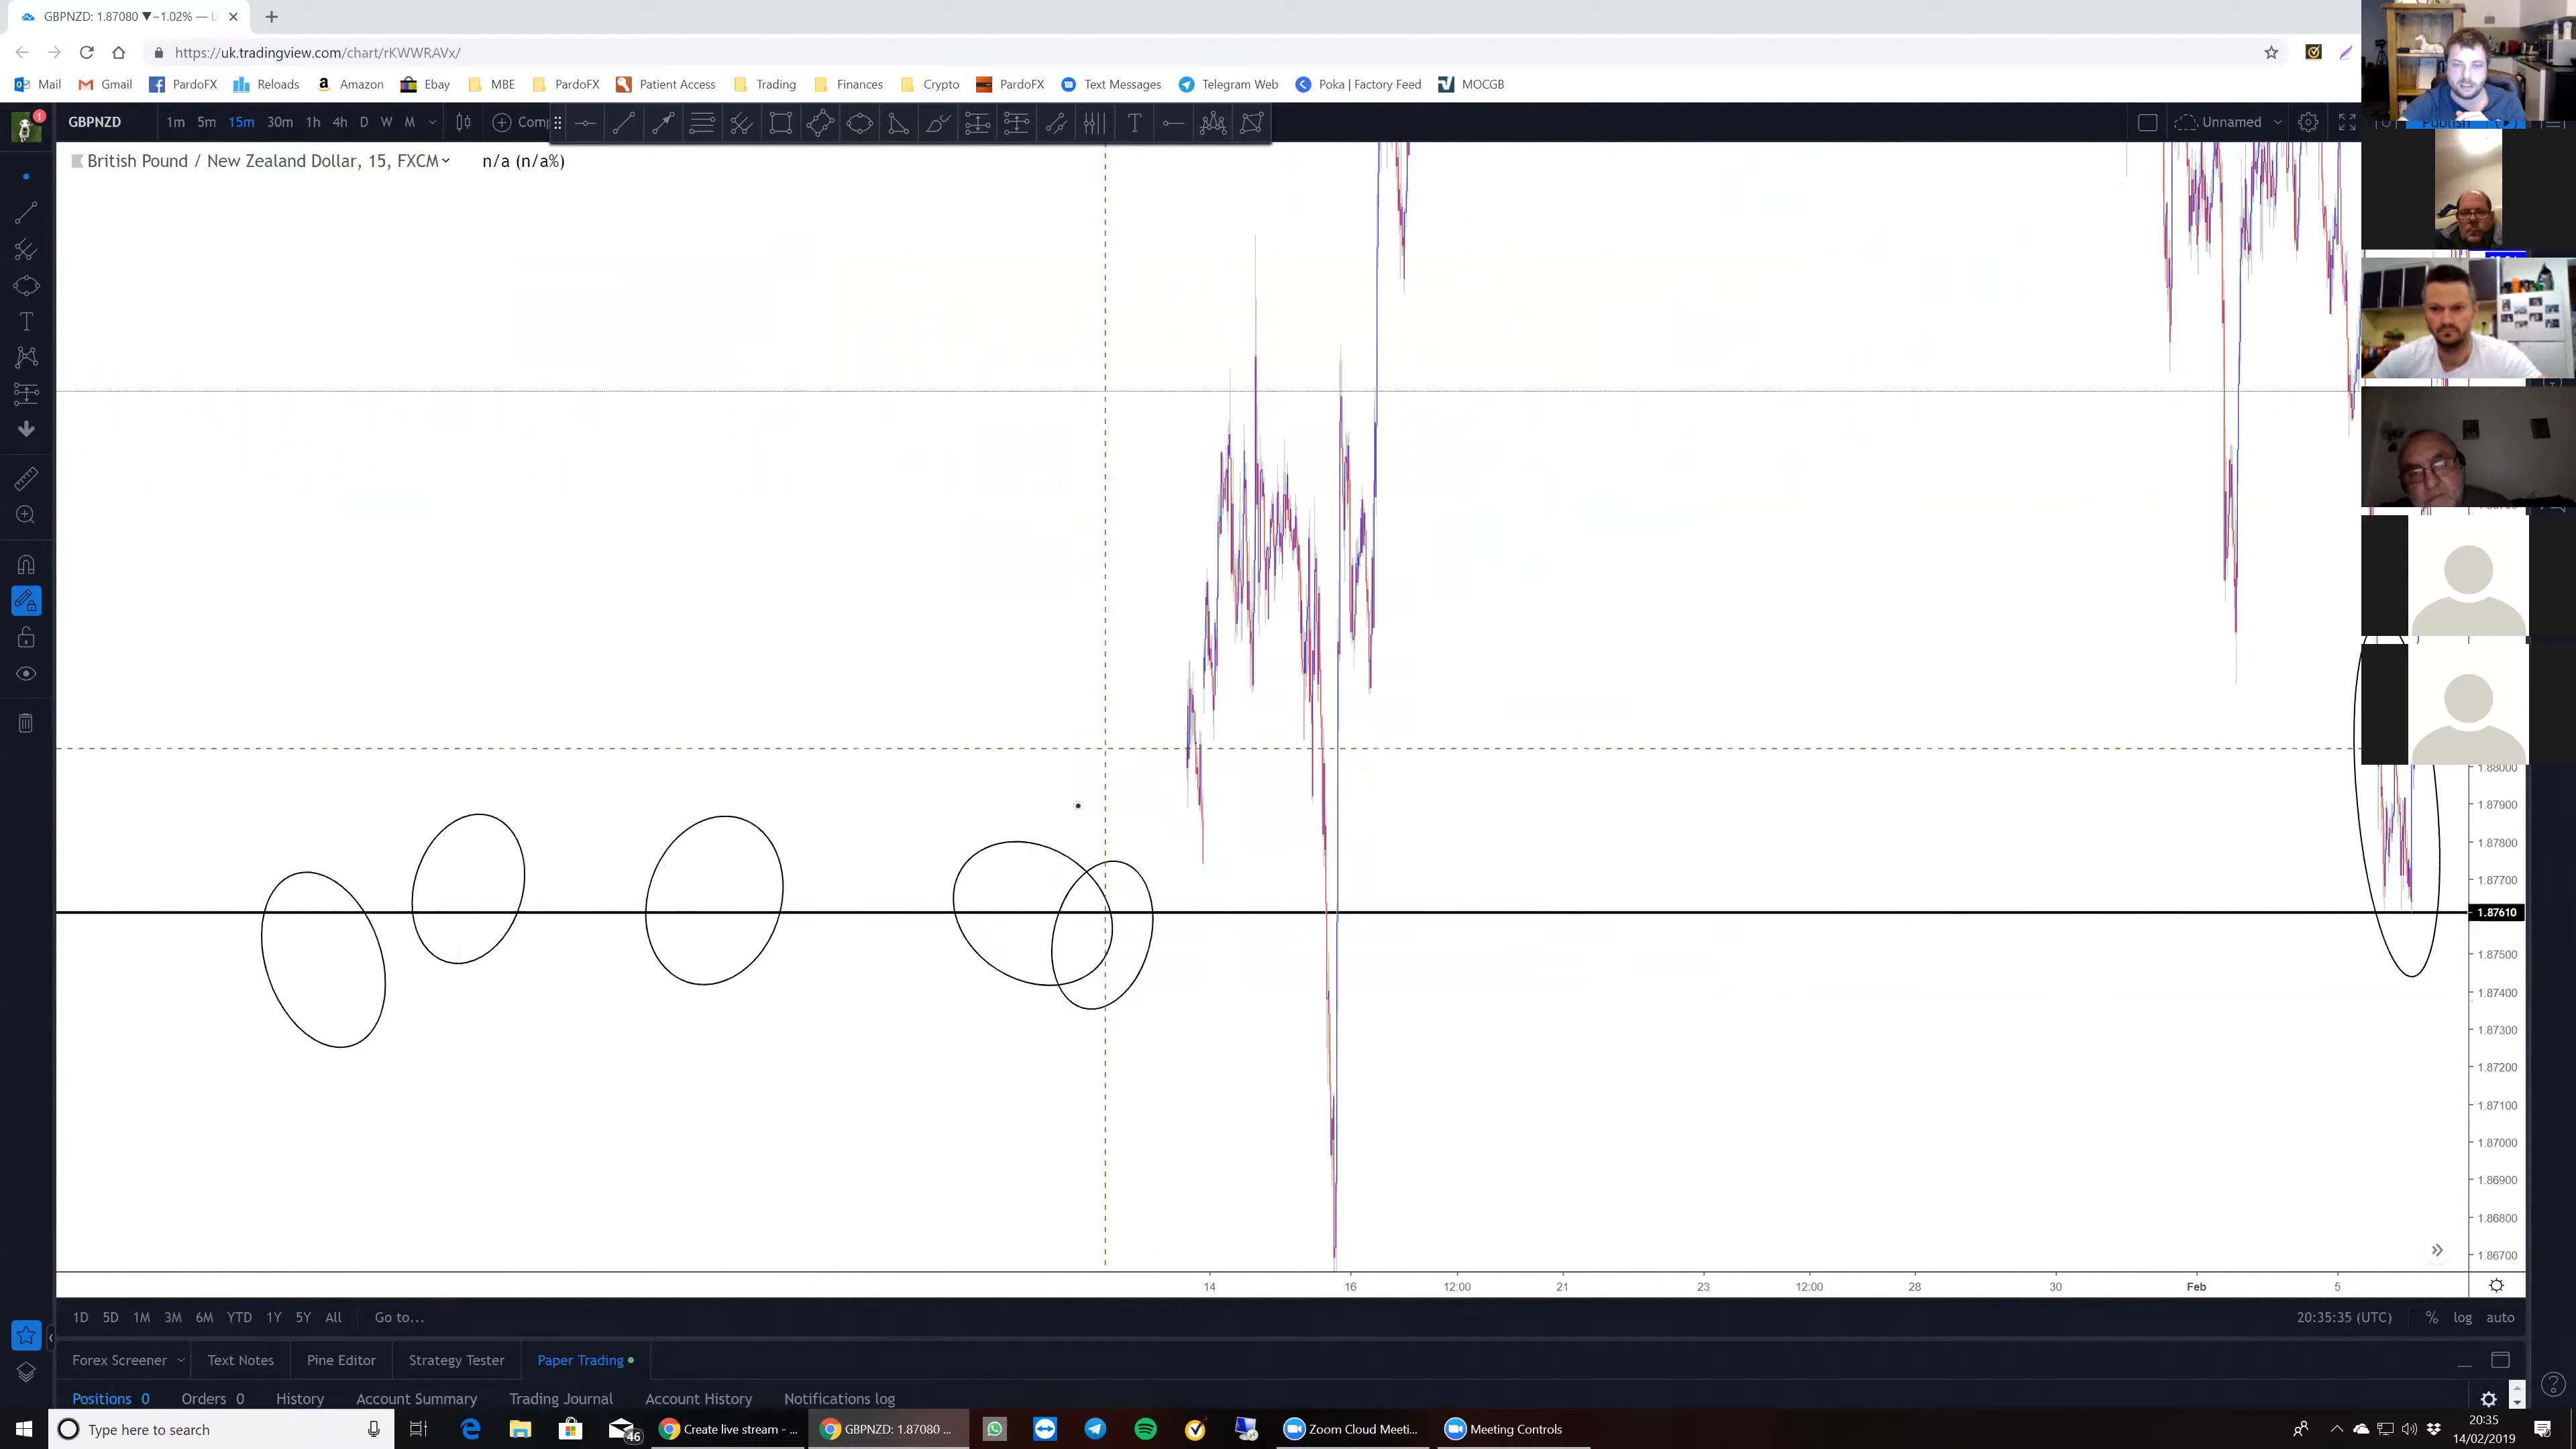 GBPNZD: 1.87080 ▼−1.02% — U
https://uk.tradingview.com/chart/rKWWRAVx/
Mail Gmail PardoFX Reloads Amazon Ebay MBE PardoFX Patient Access Trading Finances Crypto PardoFX Text Messages Telegram Web Poka | Factory Feed MOCGB
1
GBPNZD 1m 5m 15m 30m 1h 4h D W M Comp T Unnamed Publish
British Pound / New Zealand Dollar, 15, FXCM n/a (n/a%)
1.88000
1.87900
1.87800
1.87700
1.87610
1.87500
1.87400
1.87300
1.87200
1.87100
1.87000
1.86900
1.86800
1.86700
14 16 12:00 21 23 12:00 28 30 Feb 5
1D 5D 1M 3M 6M YTD 1Y 5Y All Go to... 20:35:35 (UTC) % log auto
Forex Screener Text Notes Pine Editor Strategy Tester Paper Trading
Positions 0 Orders 0 History Account Summary Trading Journal Account History Notifications log
Type here to search 46 Create live stream - ... GBPNZD: 1.87080 ... Zoom Cloud Meeti... Meeting Controls 20:35
14/02/2019